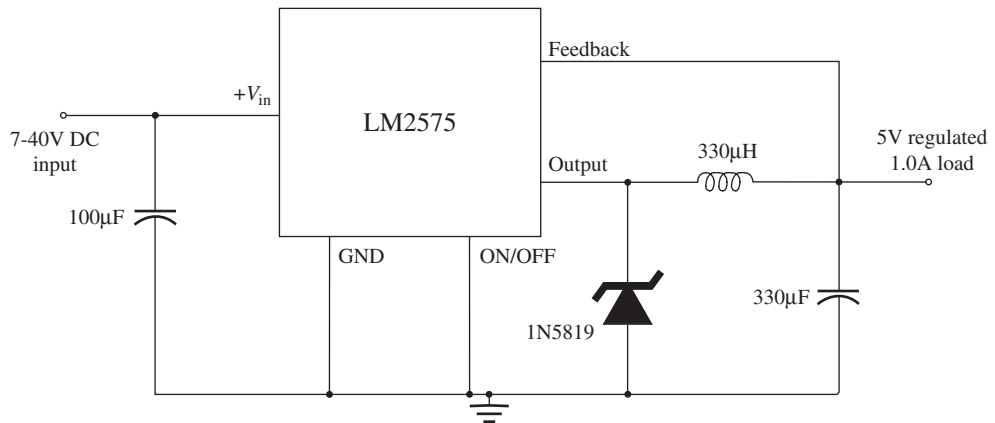 Feedback
+Vin
LM2575
7-40V DC
input
5V regulated
1.0A load
330μH
Output
100μF
GND
ON/OFF
330μF
1N5819